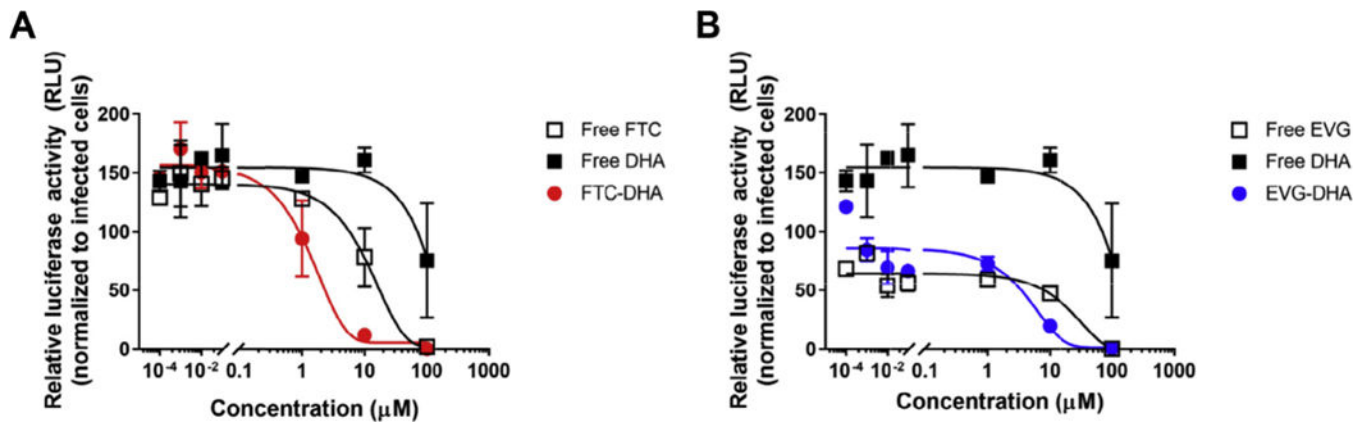 A
Relative luciferase activity (RLU)
(normalized to infected cells)
200
150
100
50
0
10-4
10-2
0.1
1
10
100
1000
Concentration (μM)
Free FTC
Free DHA
FTC-DHA
B
Relative luciferase activity (RLU)
(normalized to infected cells)
200
150
100
50
0
10-4
10-2
0.1
1
10
100
1000
Concentration (μM)
Free EVG
Free DHA
EVG-DHA